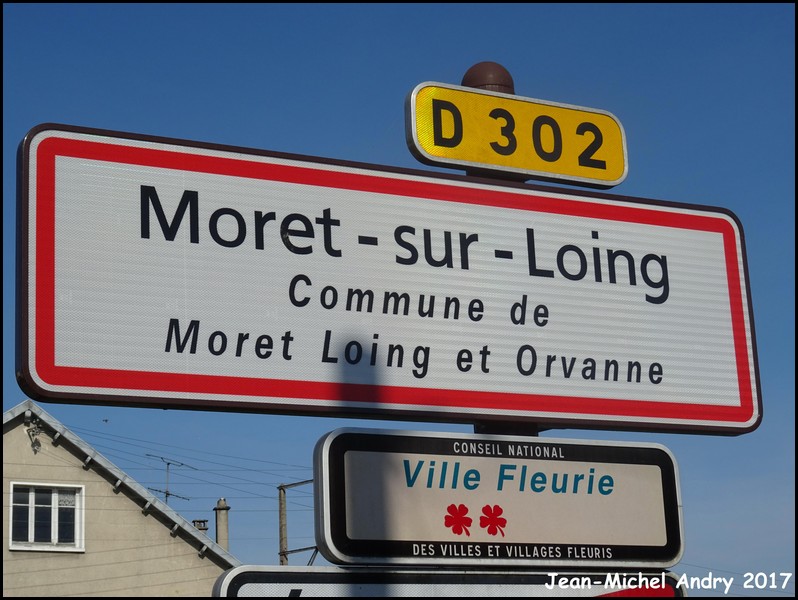 D 302
Moret-sur-Loing
Commune de
Moret Loing et Orvanne
CONSEIL NATIONAL
Ville Fleurie
DES VILLES ET VILLAGES FLEURIS
Jean-Michel Andry 2017